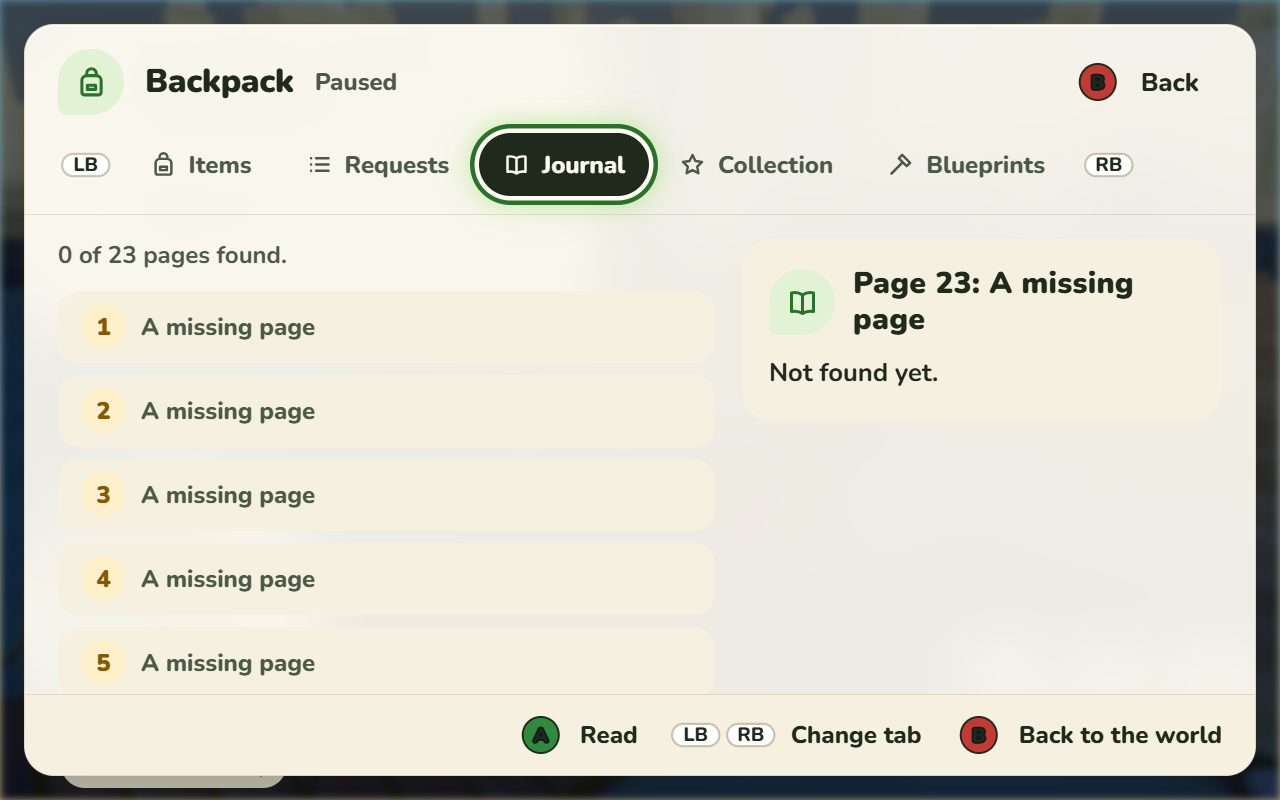 Backpack Paused
B Back
LB Items Requests Journal Collection Blueprints RB
0 of 23 pages found.
1 A missing page
2 A missing page
3 A missing page
4 A missing page
5 A missing page
Page 23: A missing
page
Not found yet.
A Read LB RB Change tab B Back to the world